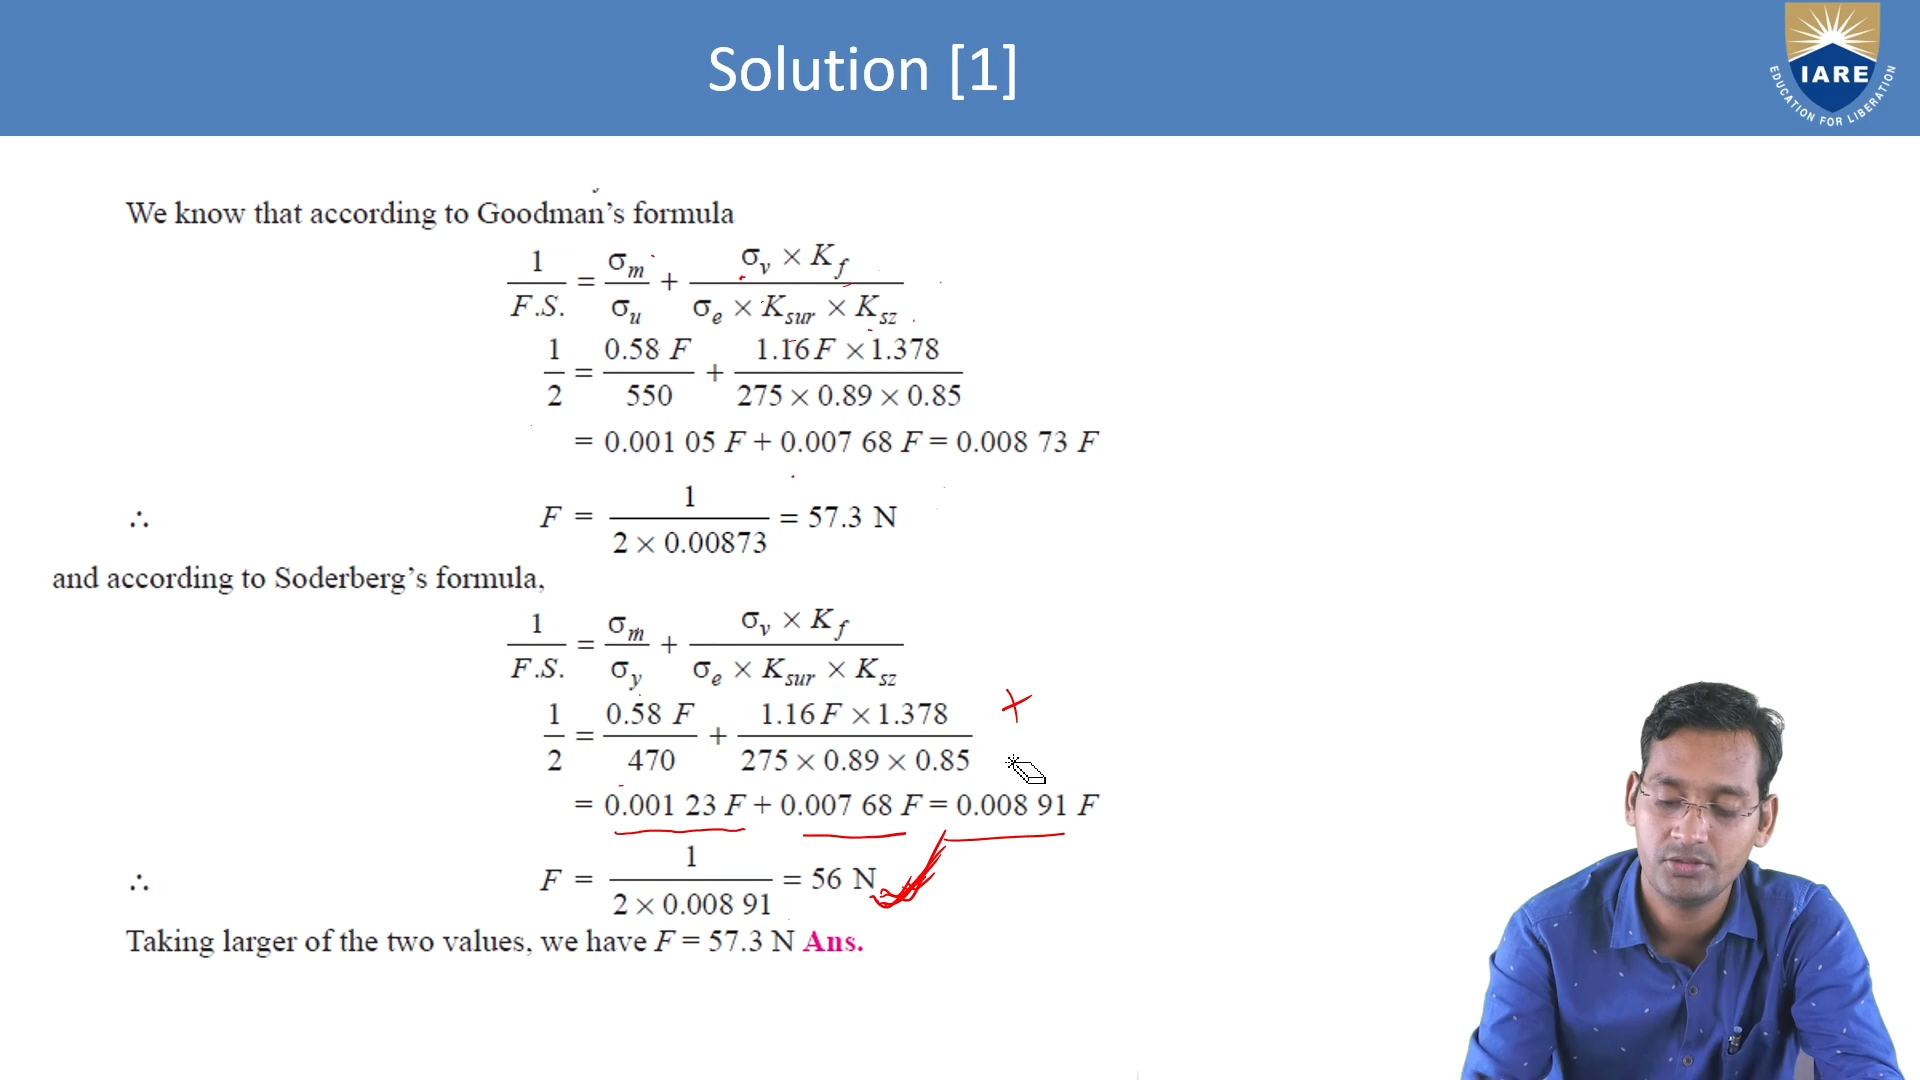 Solution [1]
IARE
EDUCATION FOR LIBERATION
We know that according to Goodman's formula
1/F.S. = σm/σu + (σv × Kf)/(σe × Ksur × Ksz)
1/2 = 0.58 F/550 + (1.16 F × 1.378)/(275 × 0.89 × 0.85)
= 0.001 05 F + 0.007 68 F = 0.008 73 F
∴ F = 1/(2 × 0.00873) = 57.3 N
and according to Soderberg's formula,
1/F.S. = σm/σy + (σv × Kf)/(σe × Ksur × Ksz)
1/2 = 0.58 F/470 + (1.16 F × 1.378)/(275 × 0.89 × 0.85)
= 0.001 23 F + 0.007 68 F = 0.008 91 F
∴ F = 1/(2 × 0.008 91) = 56 N
Taking larger of the two values, we have F = 57.3 N Ans.